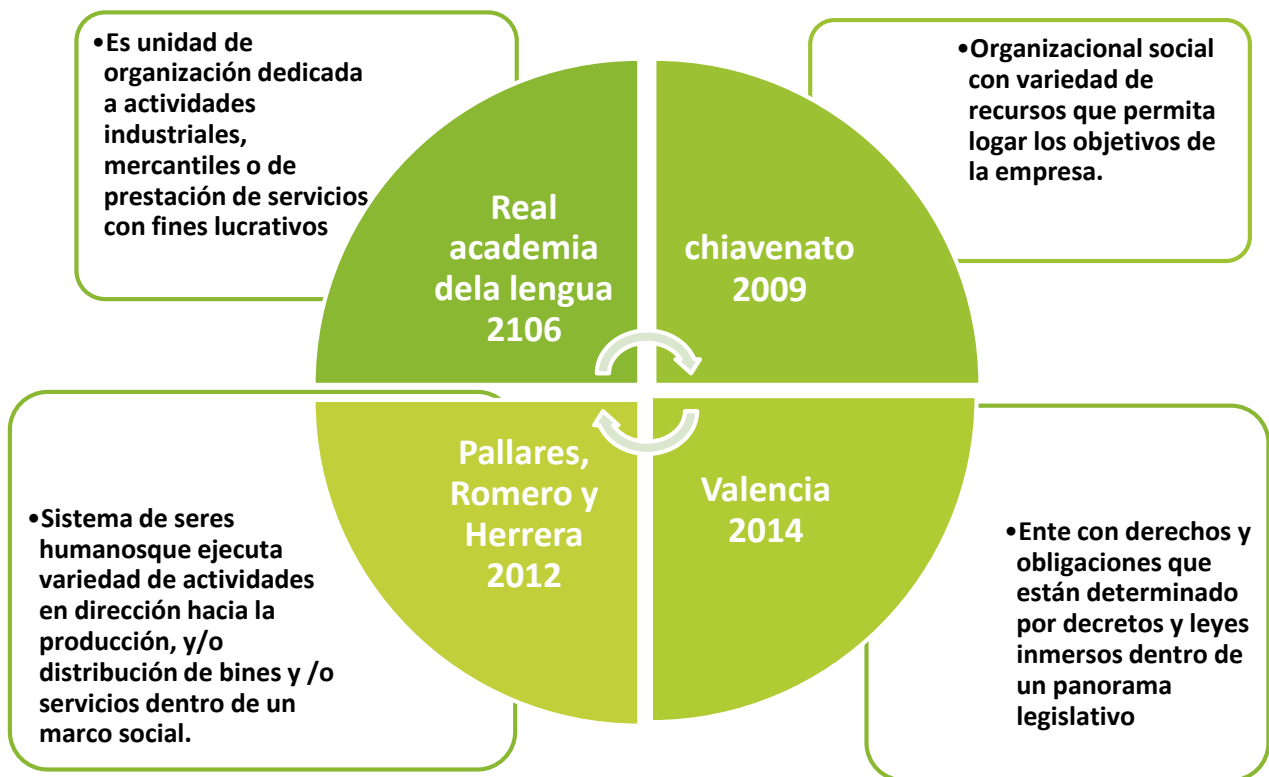 •Es unidad de
organización dedicada
a actividades
industriales,
mercantiles o de
prestación de servicios
con fines lucrativos
Real
academia
dela lengua
2106
•Organizacional social
con variedad de
recursos que permita
logar los objetivos de
la empresa.
chiavenato
2009
•Sistema de seres
humanosque ejecuta
variedad de actividades
en dirección hacia la
producción, y/o
distribución de bines y /o
servicios dentro de un
marco social.
Pallares,
Romero y
Herrera
2012
Valencia
2014
•Ente con derechos y
obligaciones que
están determinado
por decretos y leyes
inmersos dentro de
un panorama
legislativo